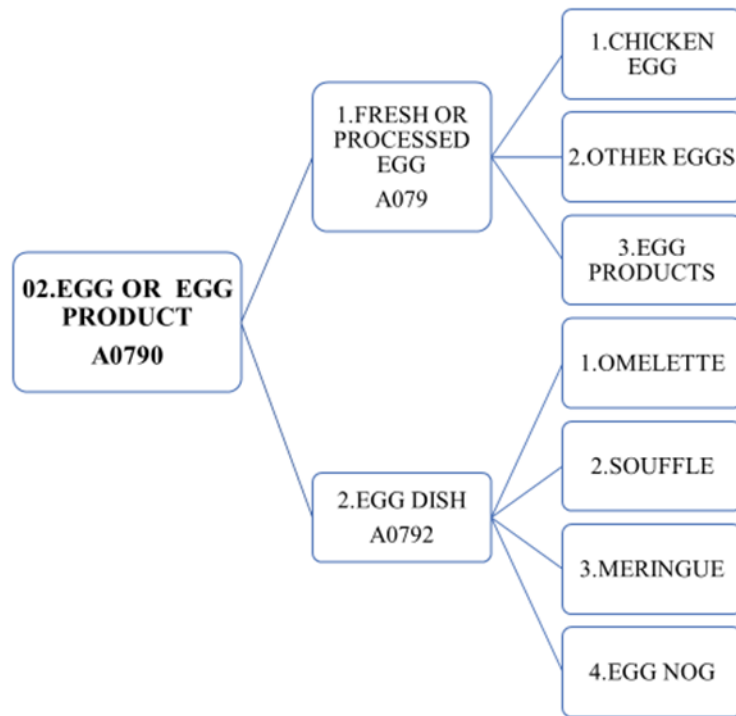 02.EGG OR EGG
PRODUCT
A0790
1.FRESH OR
PROCESSED
EGG
A079
1.CHICKEN
EGG
2.OTHER EGGS
3.EGG
PRODUCTS
2.EGG DISH
A0792
1.OMELETTE
2.SOUFFLE
3.MERINGUE
4.EGG NOG